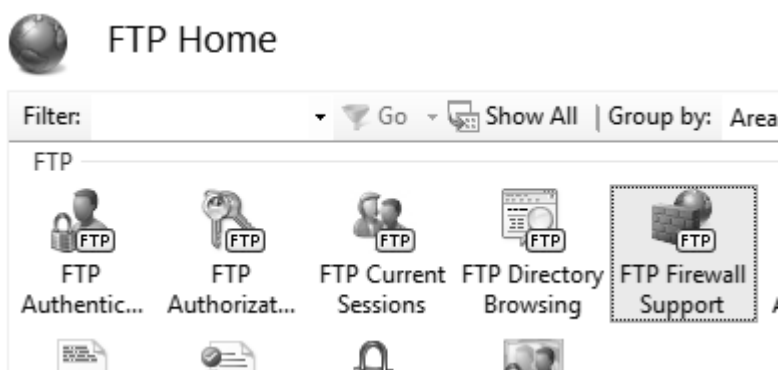 FTP Home
Filter: Go Show All | Group by: Area
FTP
FTP FTP FTP FTP FTP
FTP FTP FTP Current FTP Directory FTP Firewall
Authentic... Authorizat... Sessions Browsing Support